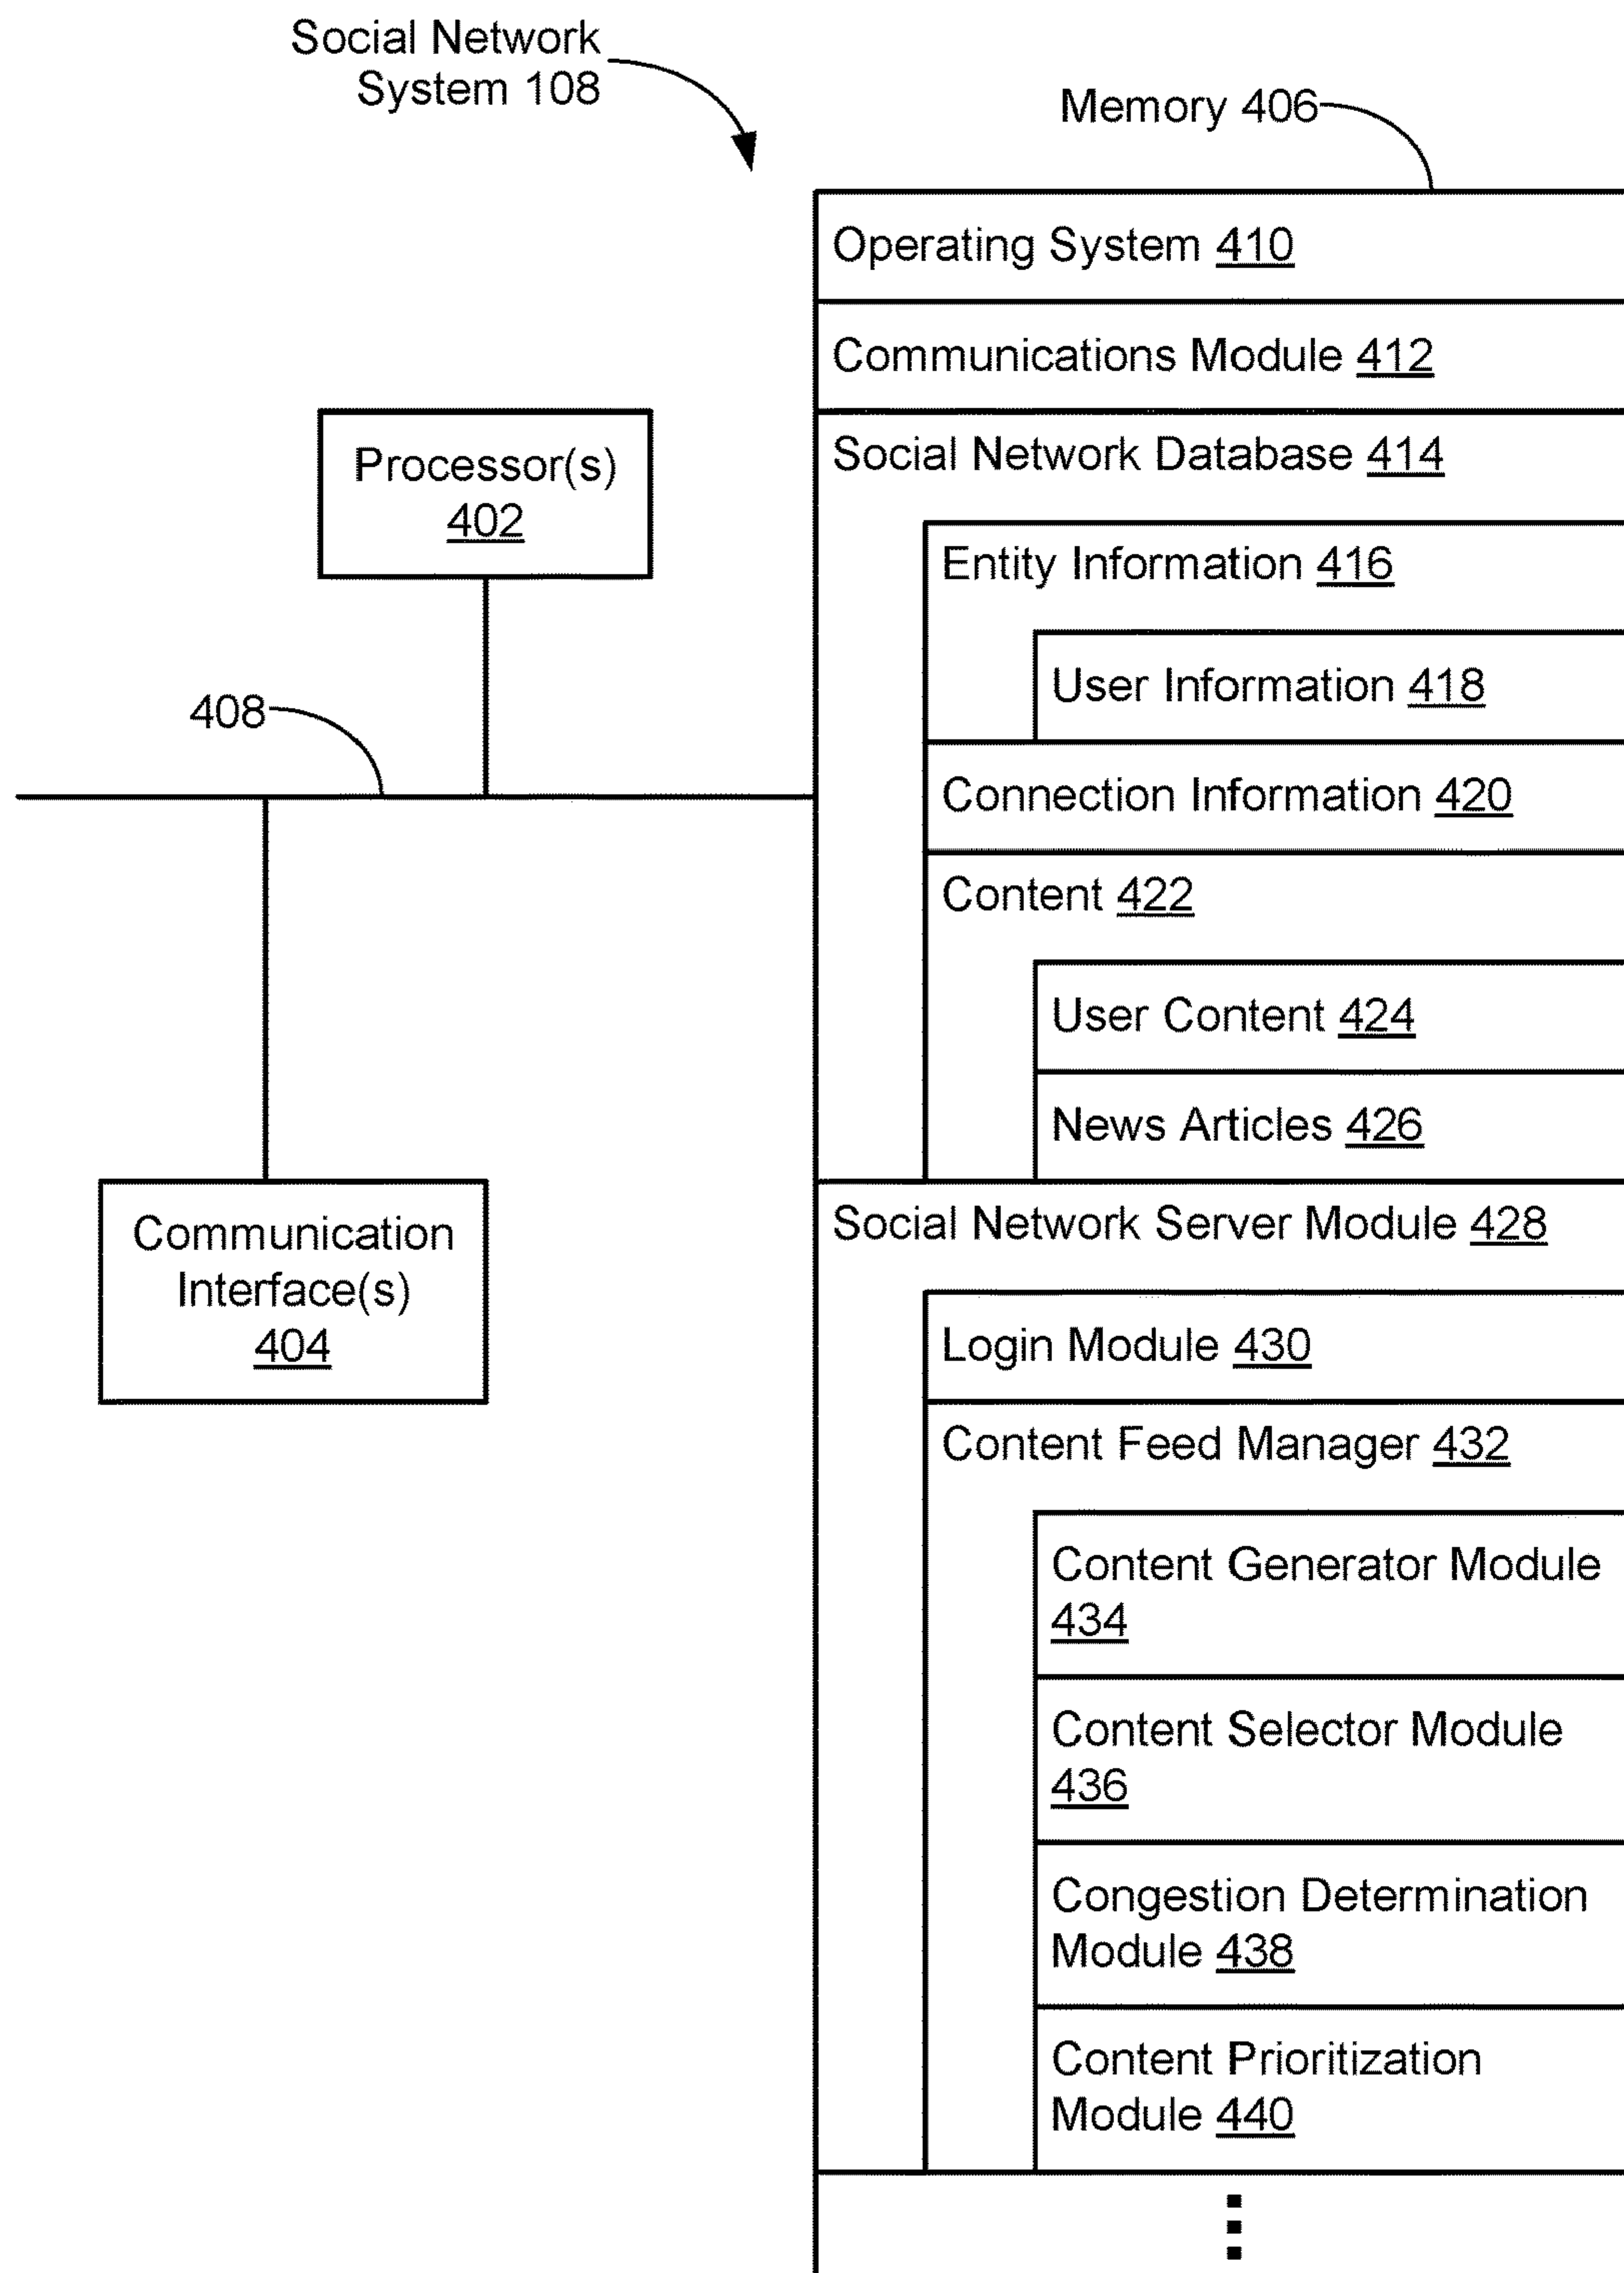 Social Network
System 108
Memory 406
Operating System 410
Communications Module 412
Processor(s)
402
Social Network Database 414
Entity Information 416
User Information 418
408
Connection Information 420
Content 422
User Content 424
News Articles 426
Communication
Interface(s)
404
Social Network Server Module 428
Login Module 430
Content Feed Manager 432
Content Generator Module
434
Content Selector Module
436
Congestion Determination
Module 438
Content Prioritization
Module 440